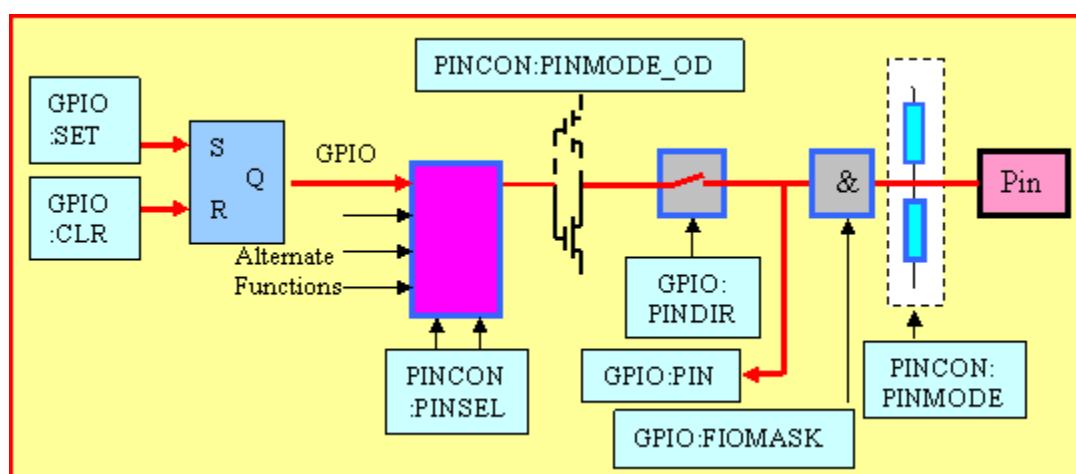 PINCON:PINMODE_OD
GPIO
:SET
S
Q
R
GPIO
GPIO
:CLR
Alternate
Functions
&
Pin
GPIO:
PINDIR
PINCON
:PINSEL
GPIO:PIN
PINCON:
PINMODE
GPIO:FIOMASK